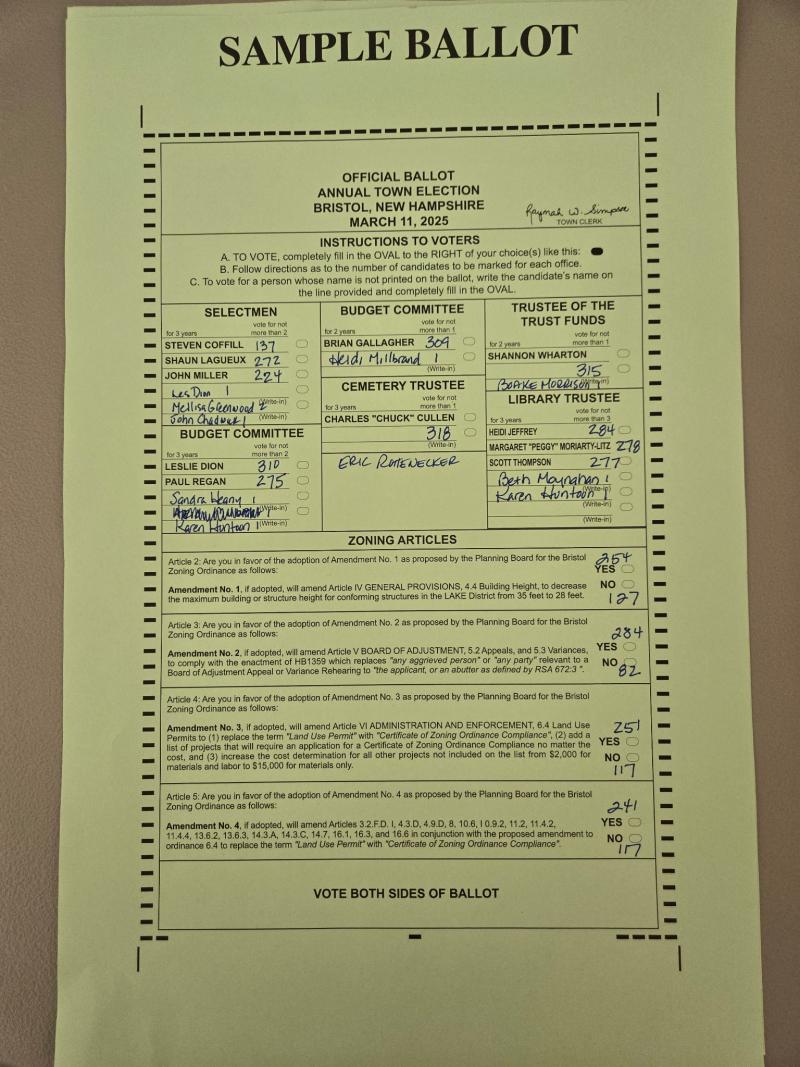 SAMPLE BALLOT
OFFICIAL BALLOT
ANNUAL TOWN ELECTION
BRISTOL, NEW HAMPSHIRE
MARCH 11, 2025
Raymah W. Simpson
TOWN CLERK
INSTRUCTIONS TO VOTERS
A. TO VOTE, completely fill in the OVAL to the RIGHT of your choice(s) like this:
B. Follow directions as to the number of candidates to be marked for each office.
C. To vote for a person whose name is not printed on the ballot, write the candidate's name on
the line provided and completely fill in the OVAL.
SELECTMEN
vote for not
for 3 years more than 2
STEVEN COFFILL 137
SHAUN LAGUEUX 272
JOHN MILLER 224
Les Dion 1
(Write-in)
Mellisa Greenwood 2
(Write-in)
John Chadwick 1
BUDGET COMMITTEE
vote for not
for 3 years more than 2
LESLIE DION 310
PAUL REGAN 275
Sandra Heany 1
(Write-in)
Karen Huntoon 1 (Write-in)
BUDGET COMMITTEE
vote for not
for 2 years more than 1
BRIAN GALLAGHER 309
Heidi Millbrand 1
(Write-in)
CEMETERY TRUSTEE
vote for not
for 3 years more than 1
CHARLES "CHUCK" CULLEN
318
(Write-in)
ERIC ROTENECKER
TRUSTEE OF THE
TRUST FUNDS
vote for not
for 2 years more than 1
SHANNON WHARTON
315
(Write-in)
BOAKE MORRISON 1
LIBRARY TRUSTEE
vote for not
for 3 years more than 3
HEIDI JEFFREY 284
MARGARET "PEGGY" MORIARTY-LITZ 278
SCOTT THOMPSON 277
Beth Moynahan 1
(Write-in)
Karen Huntoon 1
(Write-in)
(Write-in)
ZONING ARTICLES
Article 2: Are you in favor of the adoption of Amendment No. 1 as proposed by the Planning Board for the Bristol
Zoning Ordinance as follows:
254
YES
Amendment No. 1, if adopted, will amend Article IV GENERAL PROVISIONS, 4.4 Building Height, to decrease
the maximum building or structure height for conforming structures in the LAKE District from 35 feet to 28 feet.
NO
127
Article 3: Are you in favor of the adoption of Amendment No. 2 as proposed by the Planning Board for the Bristol
Zoning Ordinance as follows:
284
YES
Amendment No. 2, if adopted, will amend Article V BOARD OF ADJUSTMENT, 5.2 Appeals, and 5.3 Variances,
to comply with the enactment of HB1359 which replaces "any aggrieved person" or "any party" relevant to a
Board of Adjustment Appeal or Variance Rehearing to "the applicant, or an abutter as defined by RSA 672:3 ".
NO
82
Article 4: Are you in favor of the adoption of Amendment No. 3 as proposed by the Planning Board for the Bristol
Zoning Ordinance as follows:
251
YES
Amendment No. 3, if adopted, will amend Article VI ADMINISTRATION AND ENFORCEMENT, 6.4 Land Use
Permits to (1) replace the term "Land Use Permit" with "Certificate of Zoning Ordinance Compliance", (2) add a
list of projects that will require an application for a Certificate of Zoning Ordinance Compliance no matter the
cost, and (3) increase the cost determination for all other projects not included on the list from $2,000 for
materials and labor to $15,000 for materials only.
NO
117
Article 5: Are you in favor of the adoption of Amendment No. 4 as proposed by the Planning Board for the Bristol
Zoning Ordinance as follows:
241
YES
Amendment No. 4, if adopted, will amend Articles 3.2.F.D. I, 4.3.D, 4.9.D, 8, 10.6, I 0.9.2, 11.2, 11.4.2,
11.4.4, 13.6.2, 13.6.3, 14.3.A, 14.3.C, 14.7, 16.1, 16.3, and 16.6 in conjunction with the proposed amendment to
ordinance 6.4 to replace the term "Land Use Permit" with "Certificate of Zoning Ordinance Compliance".
NO
117
VOTE BOTH SIDES OF BALLOT